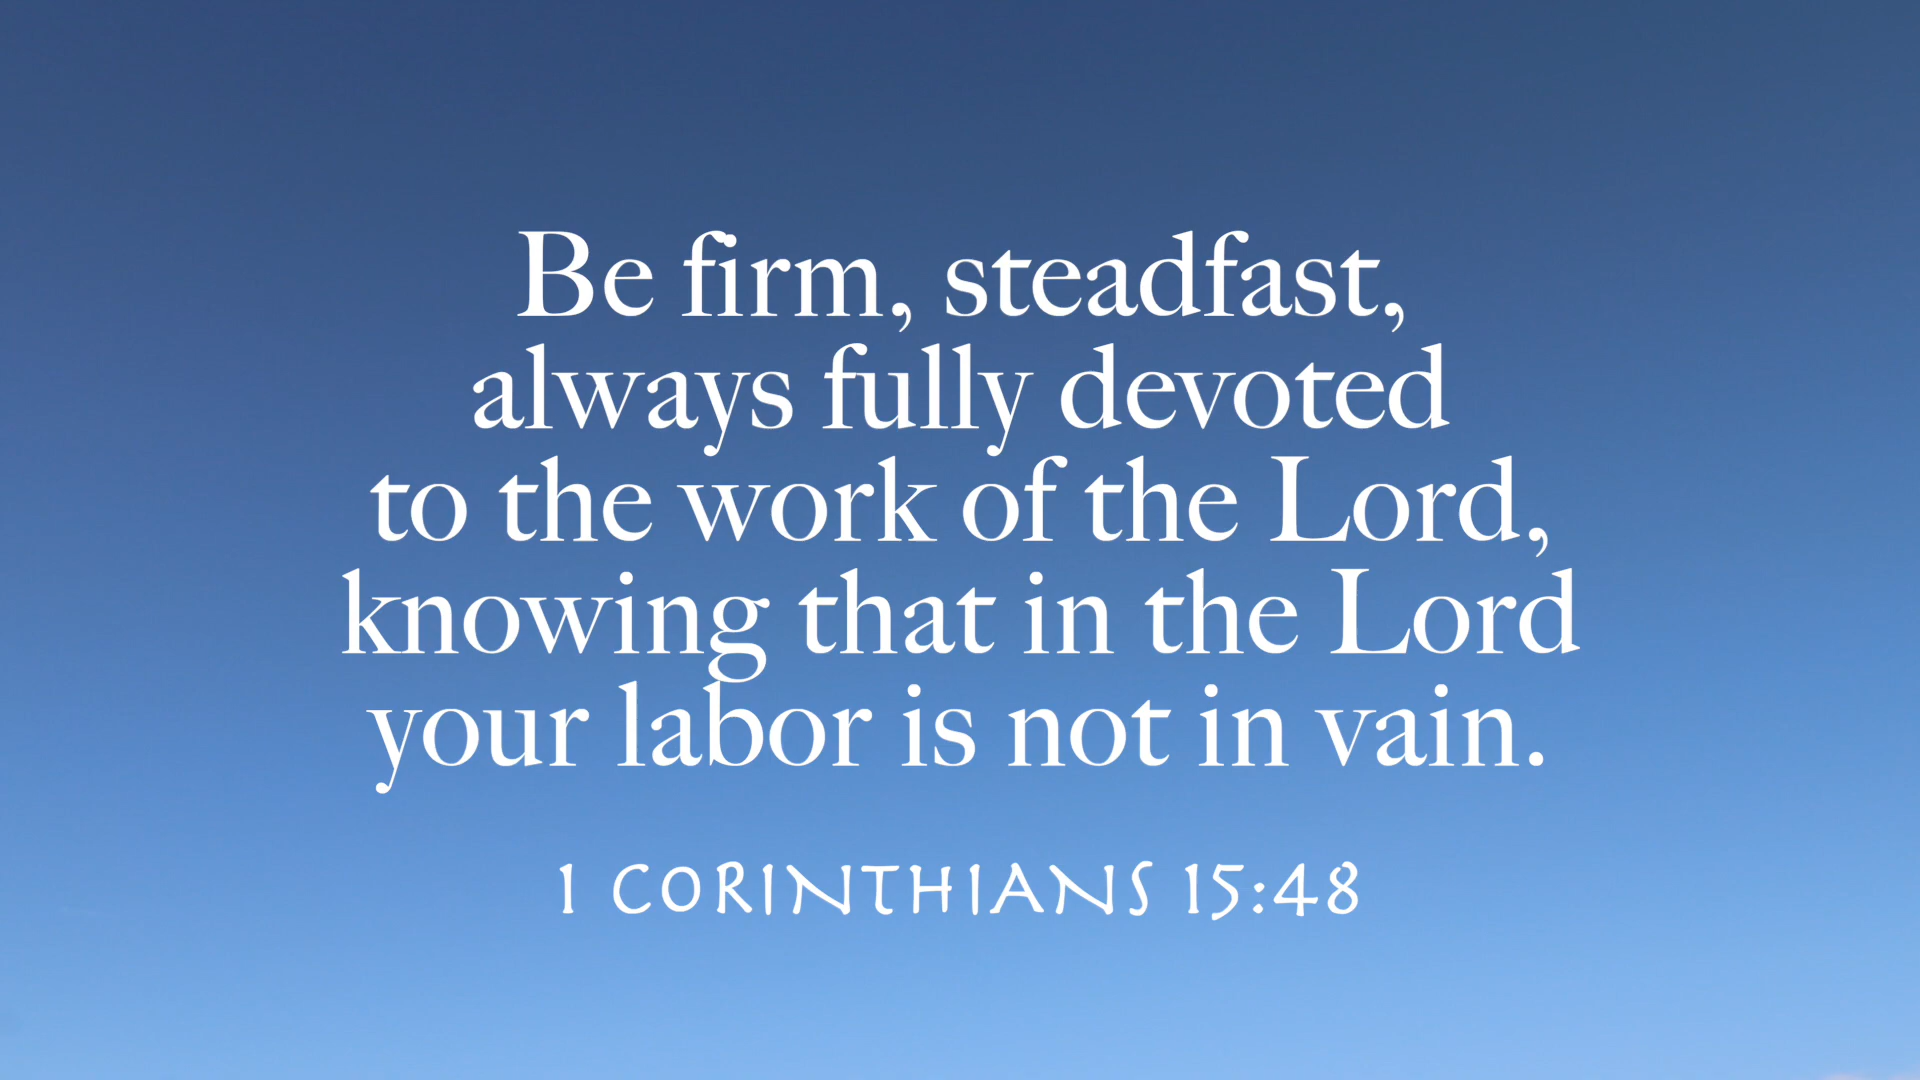 Be firm, steadfast,
always fully devoted
to the work of the Lord,
knowing that in the Lord
your labor is not in vain.
1 CORINTHIANS 15:48